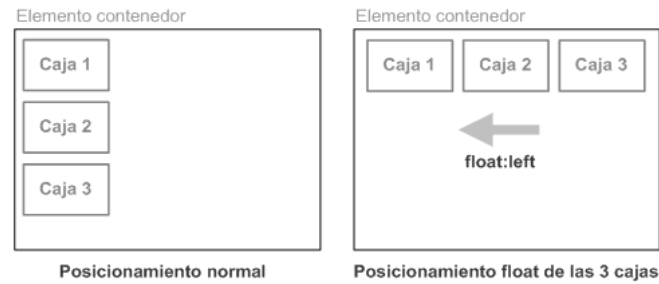 Elemento contenedor
Caja 1
Caja 2
Caja 3
Posicionamiento normal
Elemento contenedor
Caja 1 Caja 2 Caja 3
float:left
Posicionamiento float de las 3 cajas